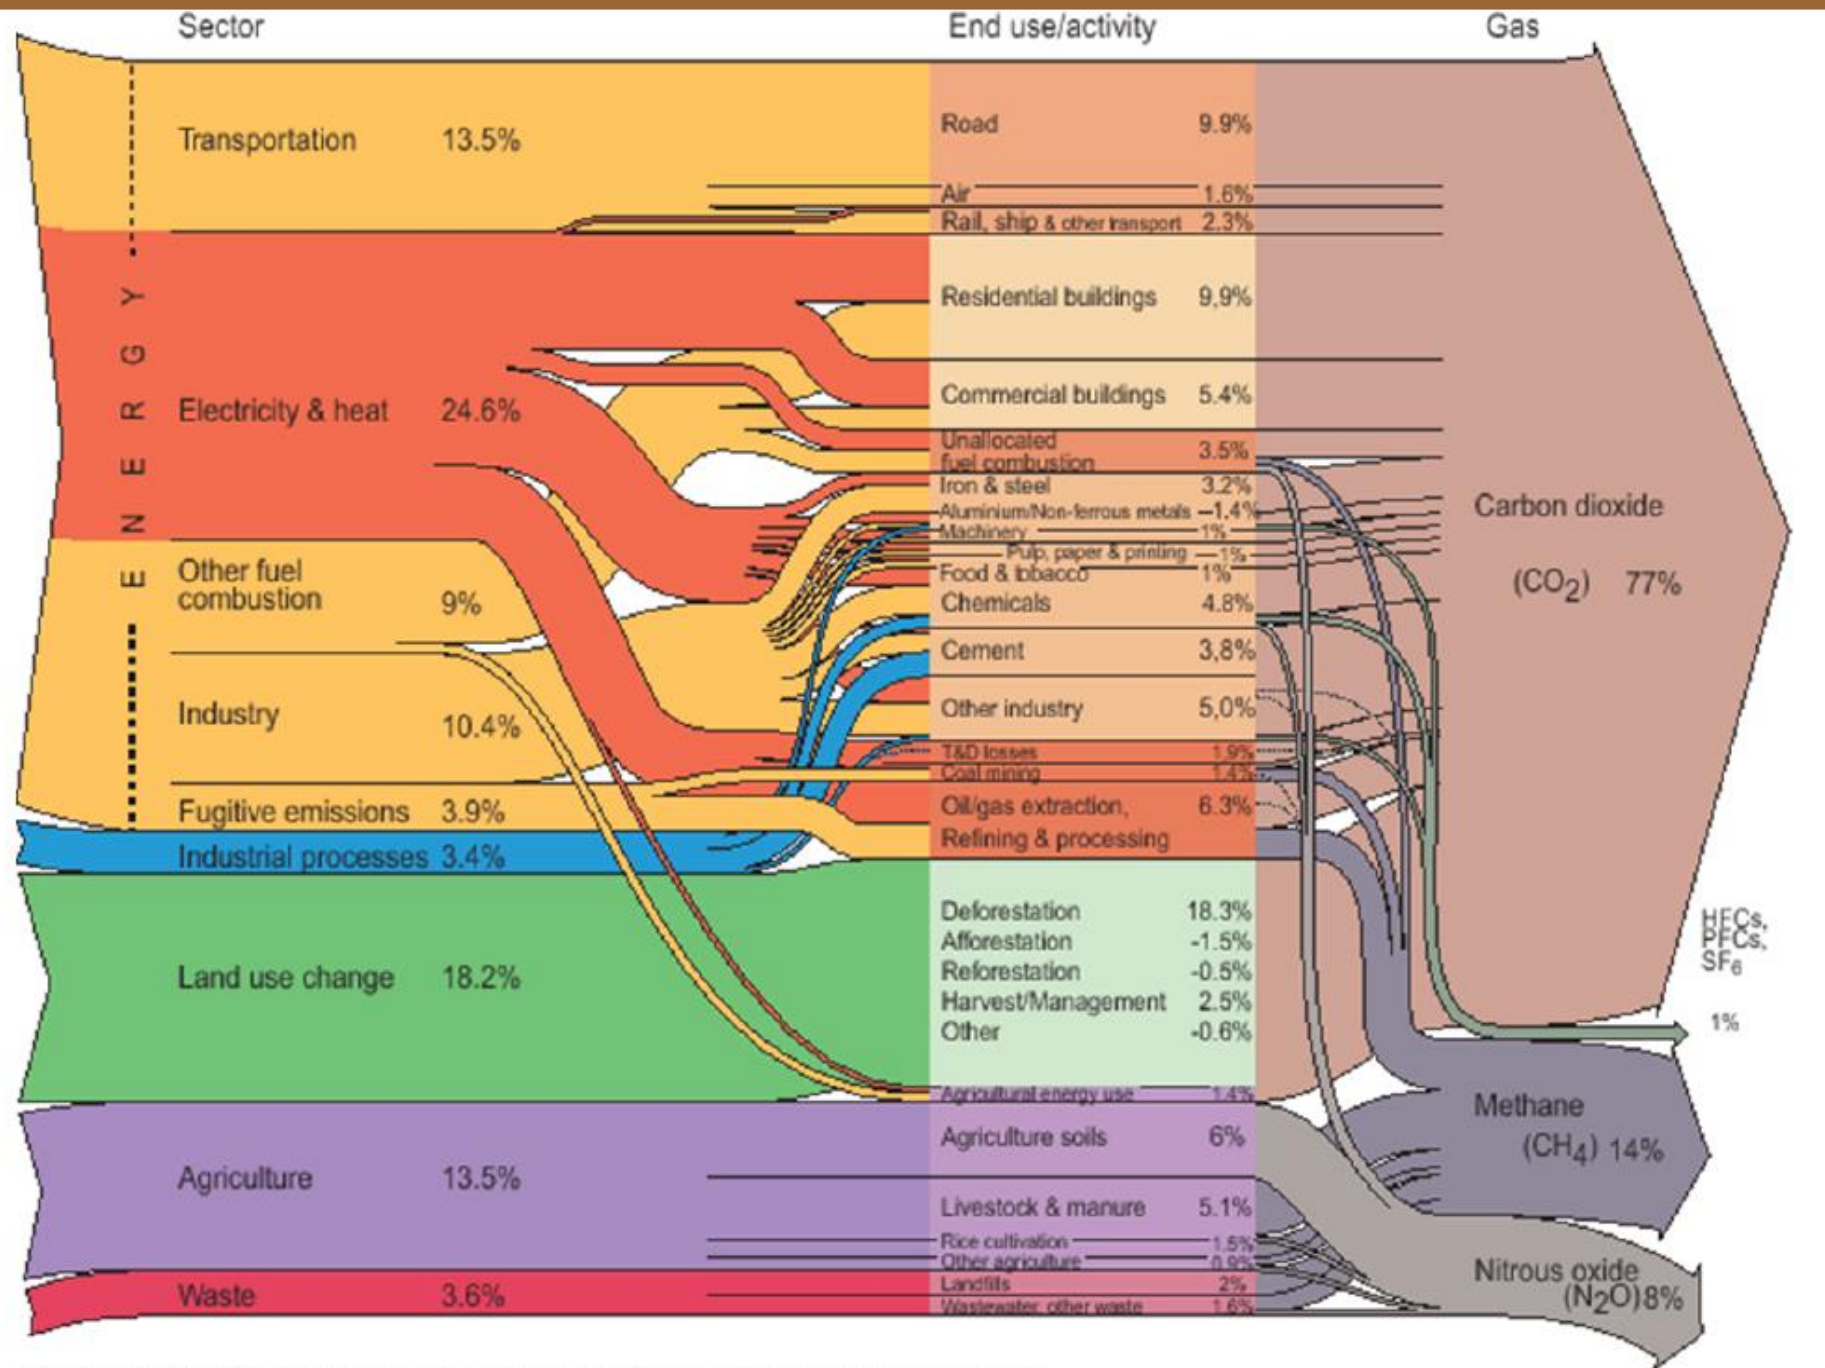 Sector
End use/activity
Gas
ENERGY
Transportation 13.5%
Electricity & heat 24.6%
Other fuel
combustion 9%
Industry 10.4%
Fugitive emissions 3.9%
Industrial processes 3.4%
Land use change 18.2%
Agriculture 13.5%
Waste 3.6%
Road 9.9%
Air 1.6%
Rail, ship & other transport 2.3%
Residential buildings 9,9%
Commercial buildings 5.4%
Unallocated
fuel combustion 3.5%
Iron & steel 3.2%
Aluminium/Non-ferrous metals 1.4%
Machinery 1%
Pulp, paper & printing 1%
Food & tobacco 1%
Chemicals 4.8%
Cement 3,8%
Other industry 5,0%
T&D losses 1.9%
Coal mining 1.4%
Oil/gas extraction, 6.3%
Refining & processing
Deforestation 18.3%
Afforestation -1.5%
Reforestation -0.5%
Harvest/Management 2.5%
Other -0.6%
Agricultural energy use 1.4%
Agriculture soils 6%
Livestock & manure 5.1%
Rice cultivation 1.5%
Other agriculture 0.9%
Landfills 2%
Wastewater, other waste 1.6%
Carbon dioxide
(CO₂) 77%
HFCs,
PFCs,
SF₆
1%
Methane
(CH₄) 14%
Nitrous oxide
(N₂O) 8%